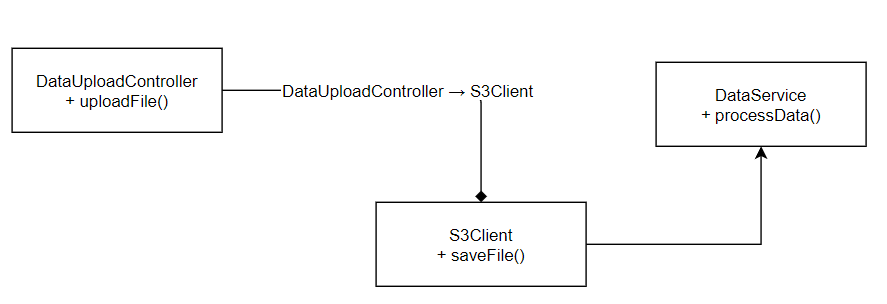 DataUploadController
+ uploadFile()
DataUploadController → S3Client
DataService
+ processData()
S3Client
+ saveFile()